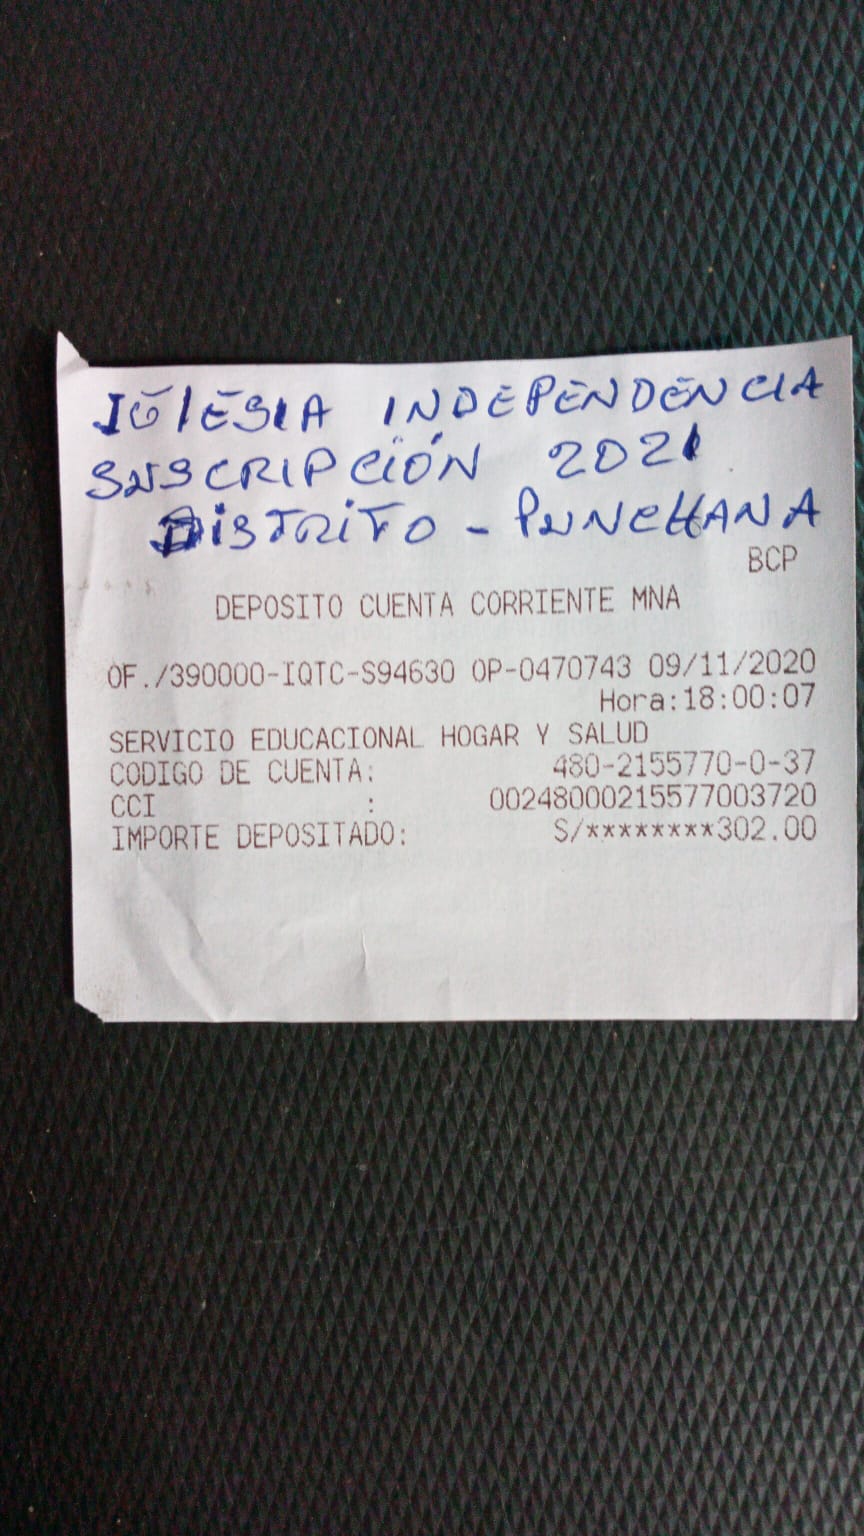 IGLESIA INDEPENDENCIA
SUSCRIPCIÓN 2021
DISTRITO - PUNCHANA
BCP
DEPOSITO CUENTA CORRIENTE MNA
OF./390000-IQTC-S94630 OP-0470743 09/11/2020
Hora:18:00:07
SERVICIO EDUCACIONAL HOGAR Y SALUD
CODIGO DE CUENTA: 480-2155770-0-37
CCI : 00248000215577003720
IMPORTE DEPOSITADO: S/********302.00